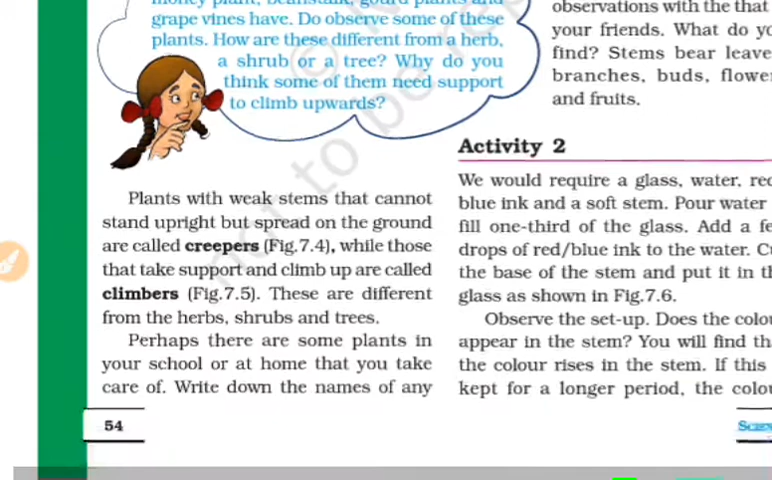 money plant, beanstalk, gourd plants and
grape vines have. Do observe some of these
plants. How are these different from a herb,
a shrub or a tree? Why do you
think some of them need support
to climb upwards?
Plants with weak stems that cannot
stand upright but spread on the ground
are called creepers (Fig.7.4), while those
that take support and climb up are called
climbers (Fig.7.5). These are different
from the herbs, shrubs and trees.
Perhaps there are some plants in
your school or at home that you take
care of. Write down the names of any
54
observations with the that
your friends. What do yo
find? Stems bear leave
branches, buds, flowe
and fruits.
Activity 2
We would require a glass, water, red
blue ink and a soft stem. Pour water
fill one-third of the glass. Add a fe
drops of red/blue ink to the water. Cu
the base of the stem and put it in th
glass as shown in Fig.7.6.
Observe the set-up. Does the colou
appear in the stem? You will find tha
the colour rises in the stem. If this
kept for a longer period, the colou
not to be rep